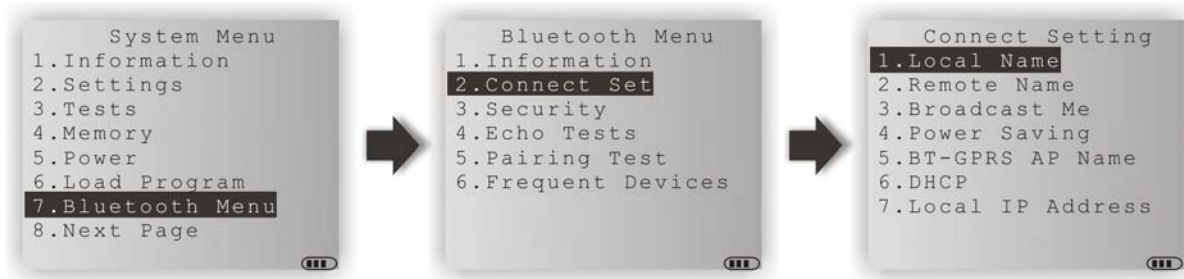 System Menu
1.Information
2.Settings
3.Tests
4.Memory
5.Power
6.Load Program
7.Bluetooth Menu
8.Next Page
Bluetooth Menu
1.Information
2.Connect Set
3.Security
4.Echo Tests
5.Pairing Test
6.Frequent Devices
Connect Setting
1.Local Name
2.Remote Name
3.Broadcast Me
4.Power Saving
5.BT-GPRS AP Name
6.DHCP
7.Local IP Address